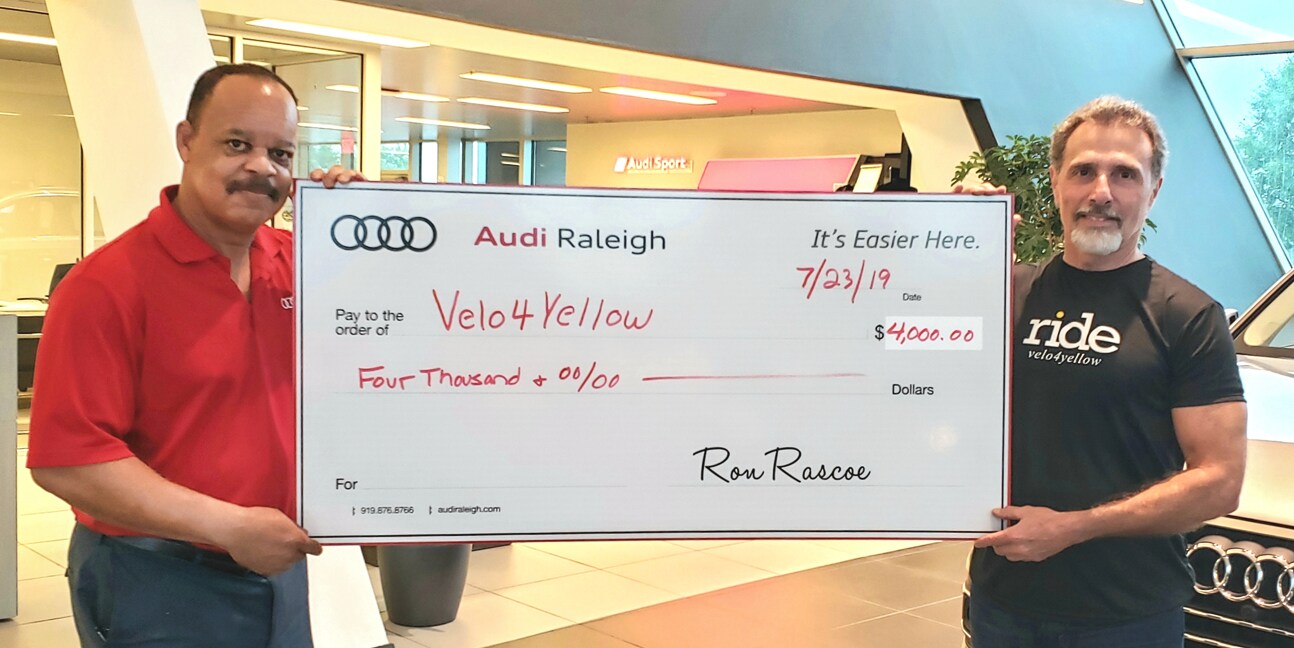 Audi Sport
Audi Raleigh
It's Easier Here.
7/23/19
Date
Pay to the
order of
Velo4Yellow
$4,000.00
Four Thousand & 00/00
Dollars
Ron Rascoe
For
919.876.8766 audiraleigh.com
ride
velo4yellow